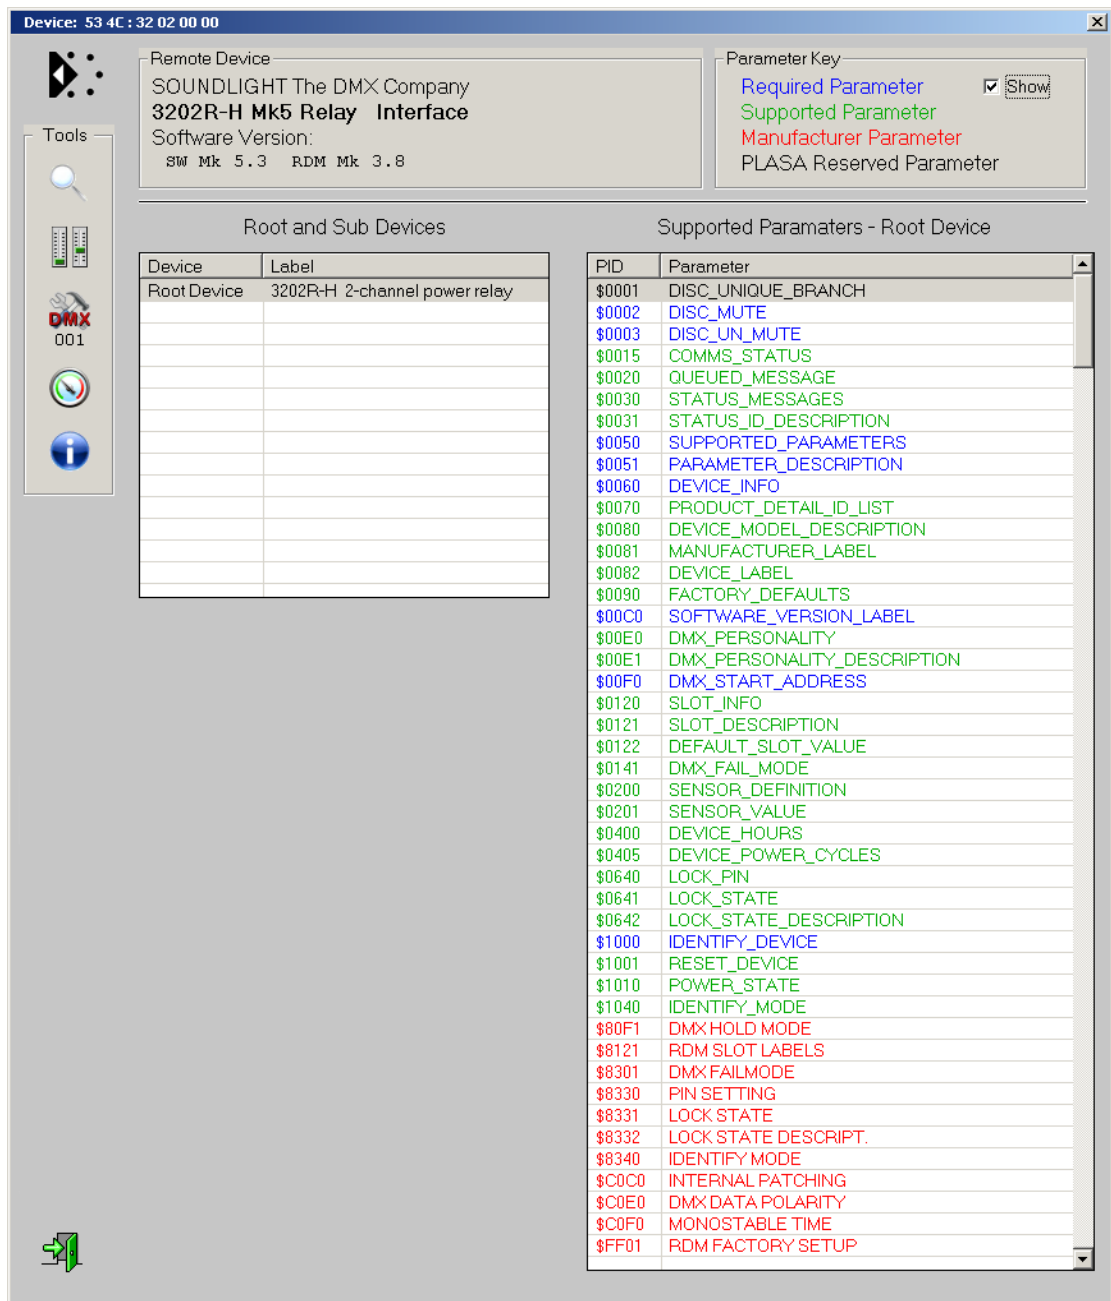 Device: 53 4C : 32 02 00 00
Remote Device
SOUNDLIGHT The DMX Company
3202R-H Mk5 Relay Interface
Software Version:
SW Mk 5.3 RDM Mk 3.8
Parameter Key
Required Parameter
Show
Supported Parameter
Manufacturer Parameter
PLASA Reserved Parameter
Tools
DMX
001
Root and Sub Devices
Device Label
Root Device 3202R-H 2-channel power relay
Supported Paramaters - Root Device
PID Parameter
$0001 DISC_UNIQUE_BRANCH
$0002 DISC_MUTE
$0003 DISC_UN_MUTE
$0015 COMMS_STATUS
$0020 QUEUED_MESSAGE
$0030 STATUS_MESSAGES
$0031 STATUS_ID_DESCRIPTION
$0050 SUPPORTED_PARAMETERS
$0051 PARAMETER_DESCRIPTION
$0060 DEVICE_INFO
$0070 PRODUCT_DETAIL_ID_LIST
$0080 DEVICE_MODEL_DESCRIPTION
$0081 MANUFACTURER_LABEL
$0082 DEVICE_LABEL
$0090 FACTORY_DEFAULTS
$00C0 SOFTWARE_VERSION_LABEL
$00E0 DMX_PERSONALITY
$00E1 DMX_PERSONALITY_DESCRIPTION
$00F0 DMX_START_ADDRESS
$0120 SLOT_INFO
$0121 SLOT_DESCRIPTION
$0122 DEFAULT_SLOT_VALUE
$0141 DMX_FAIL_MODE
$0200 SENSOR_DEFINITION
$0201 SENSOR_VALUE
$0400 DEVICE_HOURS
$0405 DEVICE_POWER_CYCLES
$0640 LOCK_PIN
$0641 LOCK_STATE
$0642 LOCK_STATE_DESCRIPTION
$1000 IDENTIFY_DEVICE
$1001 RESET_DEVICE
$1010 POWER_STATE
$1040 IDENTIFY_MODE
$80F1 DMX HOLD MODE
$8121 RDM SLOT LABELS
$8301 DMX FAILMODE
$8330 PIN SETTING
$8331 LOCK STATE
$8332 LOCK STATE DESCRIPT.
$8340 IDENTIFY MODE
$C0C0 INTERNAL PATCHING
$C0E0 DMX DATA POLARITY
$C0F0 MONOSTABLE TIME
$FF01 RDM FACTORY SETUP